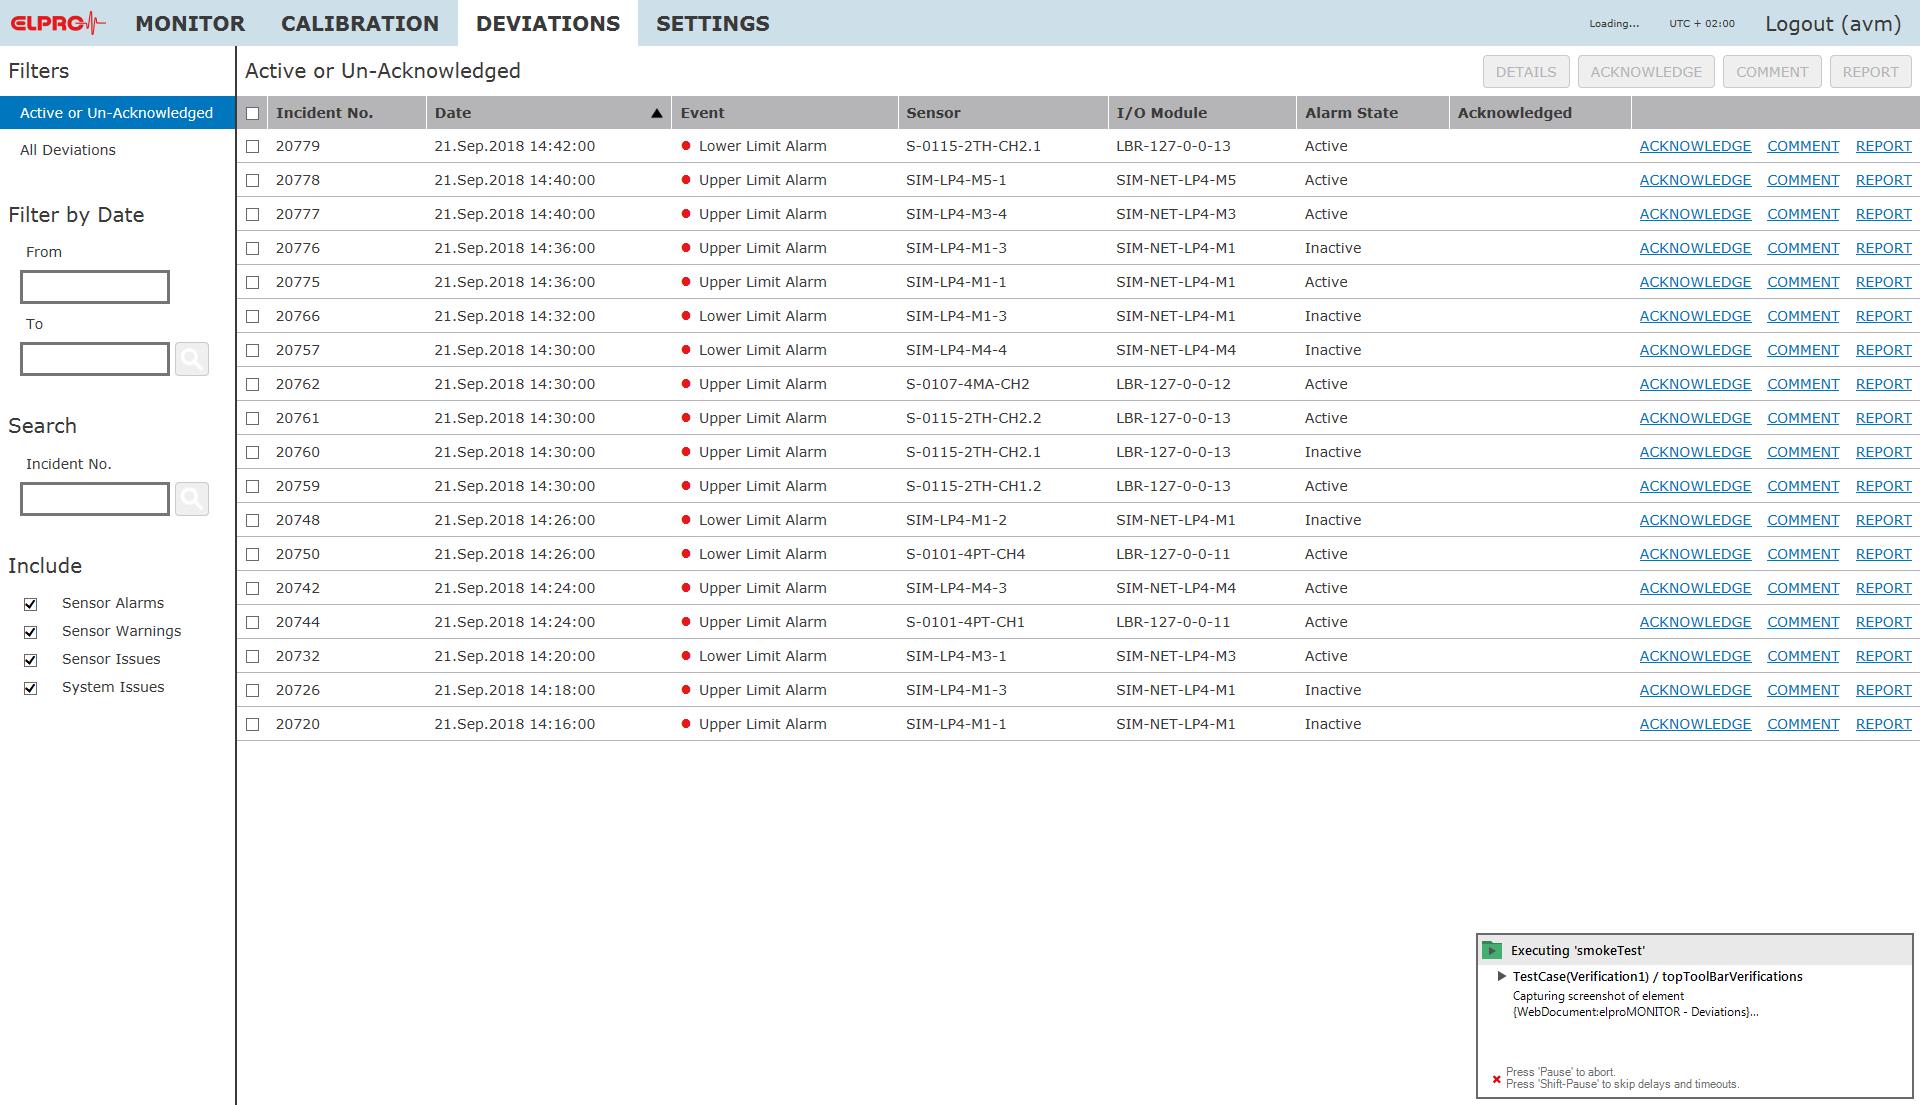 ELPRO MONITOR CALIBRATION DEVIATIONS SETTINGS Loading... UTC + 02:00 Logout (avm)
Filters
Active or Un-Acknowledged
All Deviations
Filter by Date
From
To
Search
Incident No.
Include
Sensor Alarms
Sensor Warnings
Sensor Issues
System Issues
Active or Un-Acknowledged DETAILS ACKNOWLEDGE COMMENT REPORT
Incident No. Date Event Sensor I/O Module Alarm State Acknowledged
20779 21.Sep.2018 14:42:00 Lower Limit Alarm S-0115-2TH-CH2.1 LBR-127-0-0-13 Active ACKNOWLEDGE COMMENT REPORT
20778 21.Sep.2018 14:40:00 Upper Limit Alarm SIM-LP4-M5-1 SIM-NET-LP4-M5 Active ACKNOWLEDGE COMMENT REPORT
20777 21.Sep.2018 14:40:00 Upper Limit Alarm SIM-LP4-M3-4 SIM-NET-LP4-M3 Active ACKNOWLEDGE COMMENT REPORT
20776 21.Sep.2018 14:36:00 Upper Limit Alarm SIM-LP4-M1-3 SIM-NET-LP4-M1 Inactive ACKNOWLEDGE COMMENT REPORT
20775 21.Sep.2018 14:36:00 Upper Limit Alarm SIM-LP4-M1-1 SIM-NET-LP4-M1 Active ACKNOWLEDGE COMMENT REPORT
20766 21.Sep.2018 14:32:00 Lower Limit Alarm SIM-LP4-M1-3 SIM-NET-LP4-M1 Inactive ACKNOWLEDGE COMMENT REPORT
20757 21.Sep.2018 14:30:00 Lower Limit Alarm SIM-LP4-M4-4 SIM-NET-LP4-M4 Inactive ACKNOWLEDGE COMMENT REPORT
20762 21.Sep.2018 14:30:00 Upper Limit Alarm S-0107-4MA-CH2 LBR-127-0-0-12 Active ACKNOWLEDGE COMMENT REPORT
20761 21.Sep.2018 14:30:00 Upper Limit Alarm S-0115-2TH-CH2.2 LBR-127-0-0-13 Active ACKNOWLEDGE COMMENT REPORT
20760 21.Sep.2018 14:30:00 Upper Limit Alarm S-0115-2TH-CH2.1 LBR-127-0-0-13 Inactive ACKNOWLEDGE COMMENT REPORT
20759 21.Sep.2018 14:30:00 Upper Limit Alarm S-0115-2TH-CH1.2 LBR-127-0-0-13 Active ACKNOWLEDGE COMMENT REPORT
20748 21.Sep.2018 14:26:00 Lower Limit Alarm SIM-LP4-M1-2 SIM-NET-LP4-M1 Inactive ACKNOWLEDGE COMMENT REPORT
20750 21.Sep.2018 14:26:00 Lower Limit Alarm S-0101-4PT-CH4 LBR-127-0-0-11 Active ACKNOWLEDGE COMMENT REPORT
20742 21.Sep.2018 14:24:00 Upper Limit Alarm SIM-LP4-M4-3 SIM-NET-LP4-M4 Active ACKNOWLEDGE COMMENT REPORT
20744 21.Sep.2018 14:24:00 Upper Limit Alarm S-0101-4PT-CH1 LBR-127-0-0-11 Active ACKNOWLEDGE COMMENT REPORT
20732 21.Sep.2018 14:20:00 Lower Limit Alarm SIM-LP4-M3-1 SIM-NET-LP4-M3 Active ACKNOWLEDGE COMMENT REPORT
20726 21.Sep.2018 14:18:00 Upper Limit Alarm SIM-LP4-M1-3 SIM-NET-LP4-M1 Inactive ACKNOWLEDGE COMMENT REPORT
20720 21.Sep.2018 14:16:00 Upper Limit Alarm SIM-LP4-M1-1 SIM-NET-LP4-M1 Inactive ACKNOWLEDGE COMMENT REPORT
Executing 'smokeTest'
TestCase(Verification1) / topToolBarVerifications
Capturing screenshot of element
{WebDocument:elproMONITOR - Deviations}...
Press 'Pause' to abort.
Press 'Shift-Pause' to skip delays and timeouts.